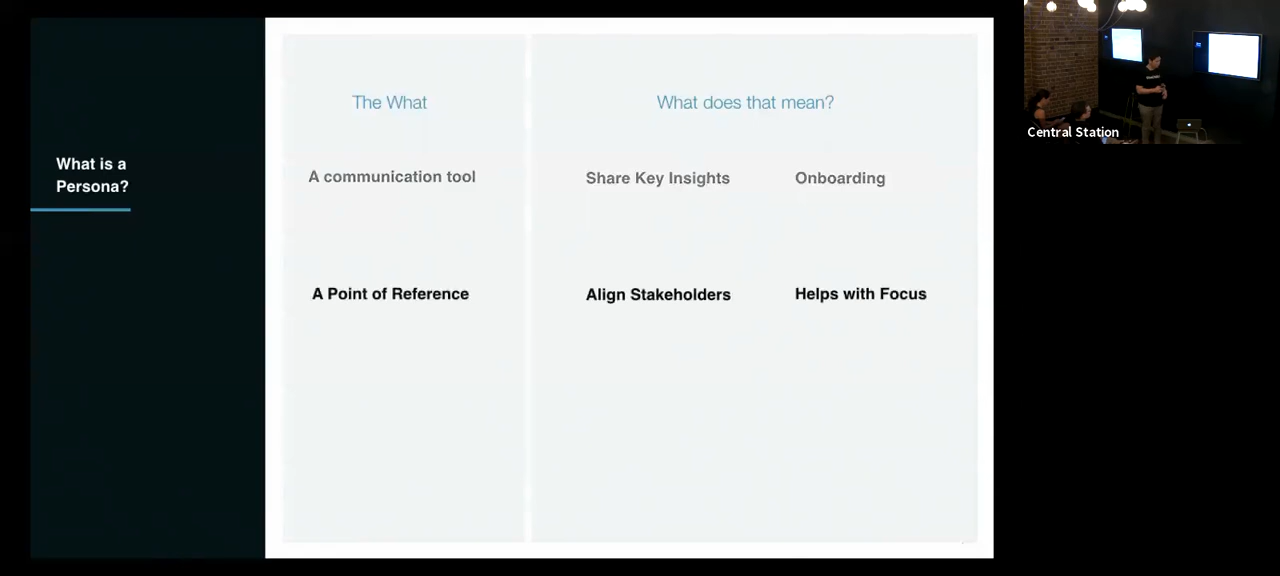 What is a
Persona?
The What
What does that mean?
A communication tool
Share Key Insights
Onboarding
A Point of Reference
Align Stakeholders
Helps with Focus
Central Station